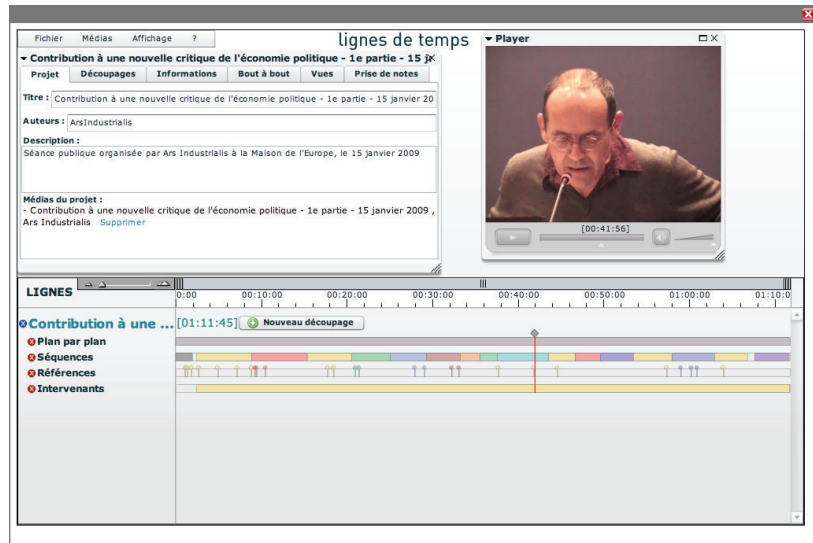 Fichier Médias Affichage ?
lignes de temps
Contribution à une nouvelle critique de l'économie politique - 1e partie - 15 j
Projet Découpages Informations Bout à bout Vues Prise de notes
Titre : Contribution à une nouvelle critique de l'économie politique - 1e partie - 15 janvier 20
Auteurs : ArsIndustrialis
Description :
Séance publique organisée par Ars Industrialis à la Maison de l'Europe, le 15 janvier 2009
Médias du projet :
- Contribution à une nouvelle critique de l'économie politique - 1e partie - 15 janvier 2009 ,
Ars Industrialis Supprimer
Player
[00:41:56]
LIGNES
0:00 00:10:00 00:20:00 00:30:00 00:40:00 00:50:00 01:00:00 01:10:0
Contribution à une ... [01:11:45] Nouveau découpage
Plan par plan
Séquences
Références
Intervenants